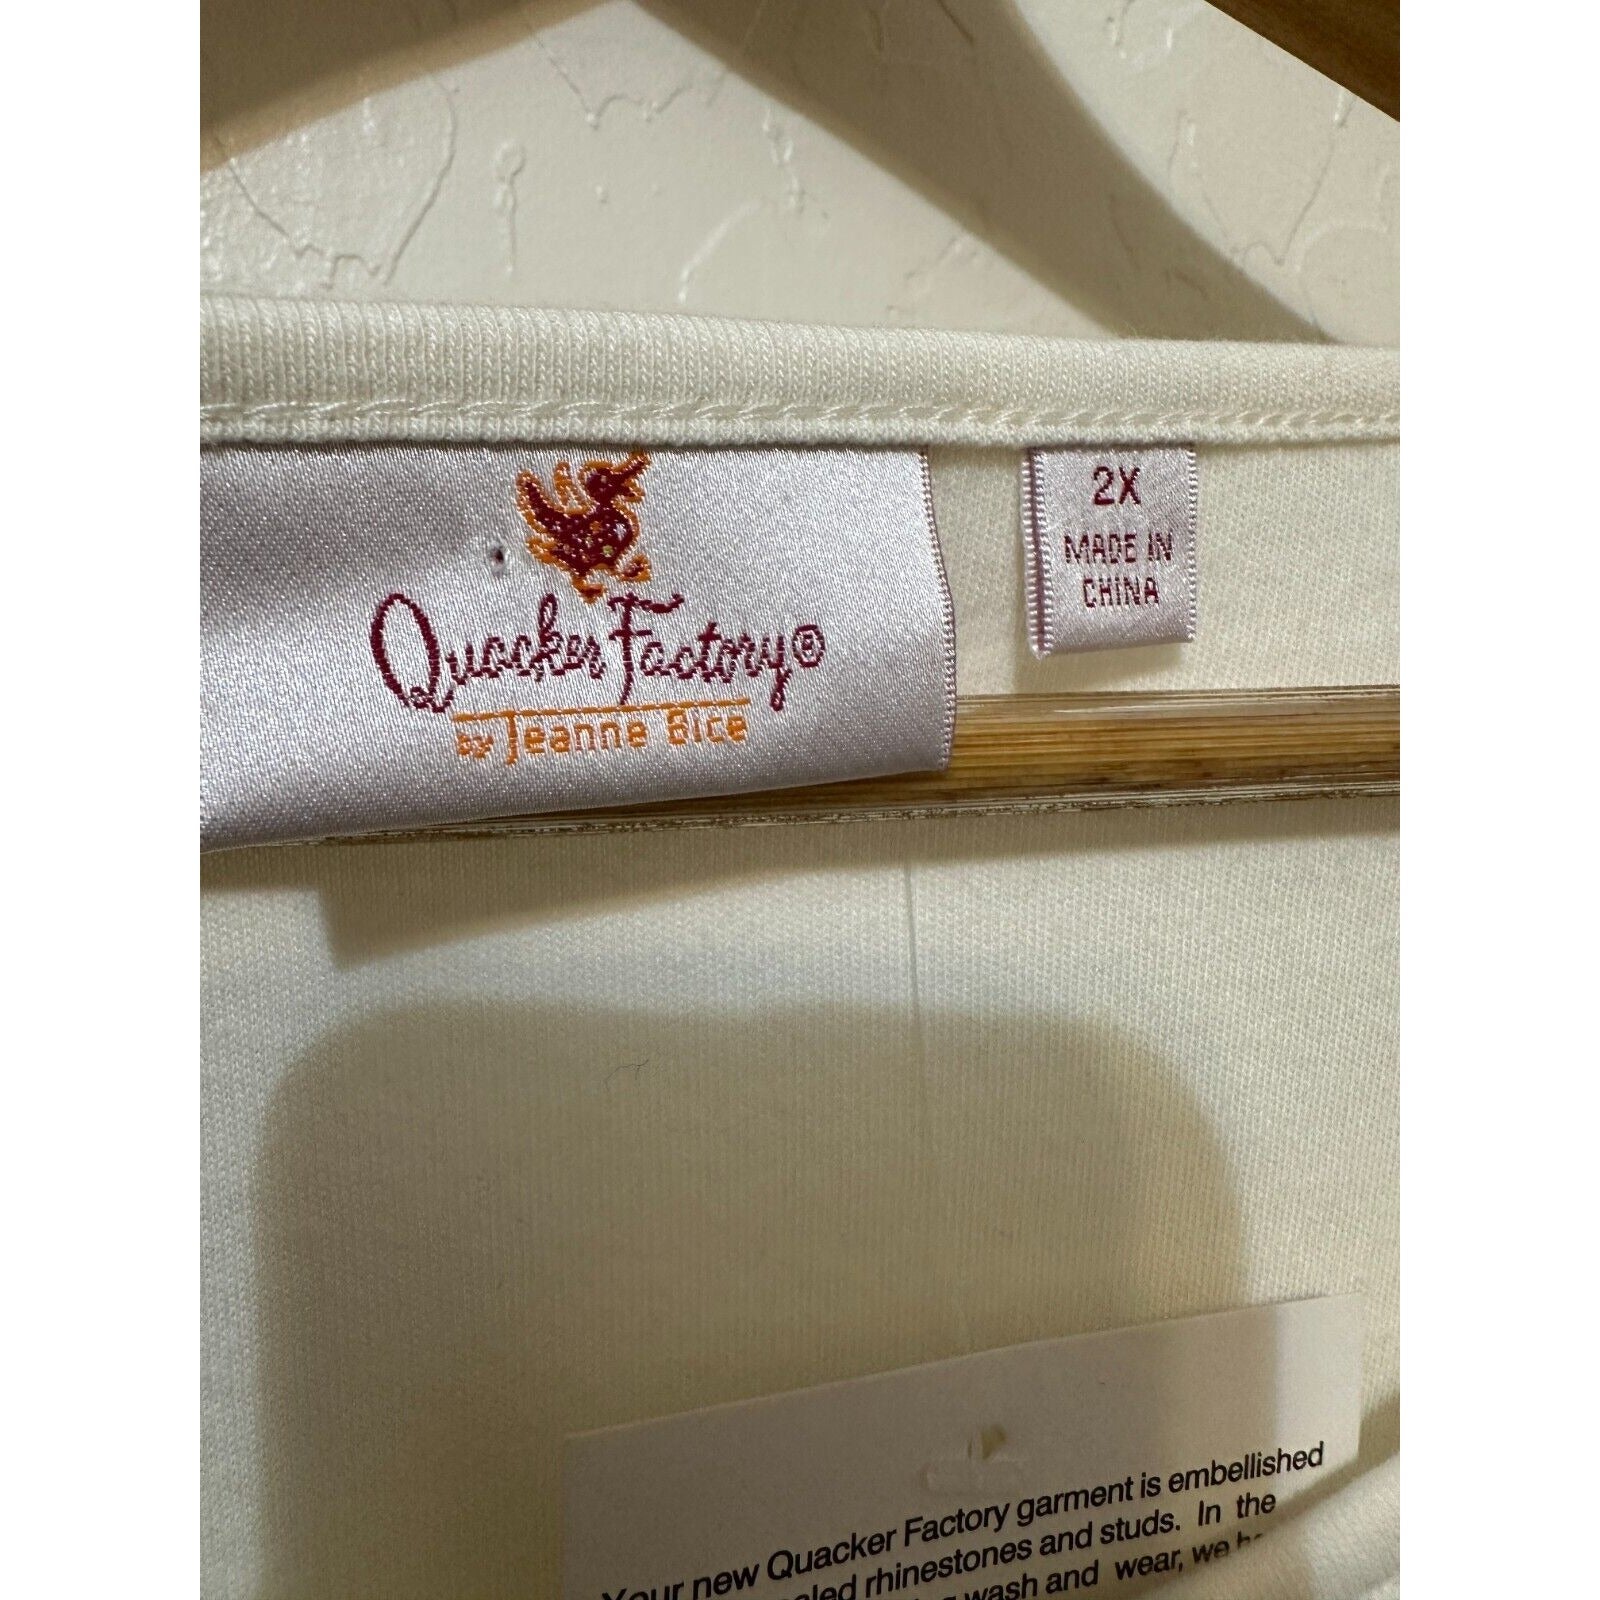 Quacker Factory®
by Jeanne Bice
2X
MADE IN
CHINA
Your new Quacker Factory garment is embellished
rhinestones and studs. In the
wash and wear, we